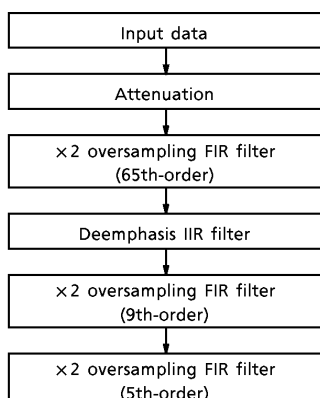 Input data
Attenuation
×2 oversampling FIR filter
(65th-order)
Deemphasis IIR filter
×2 oversampling FIR filter
(9th-order)
×2 oversampling FIR filter
(5th-order)